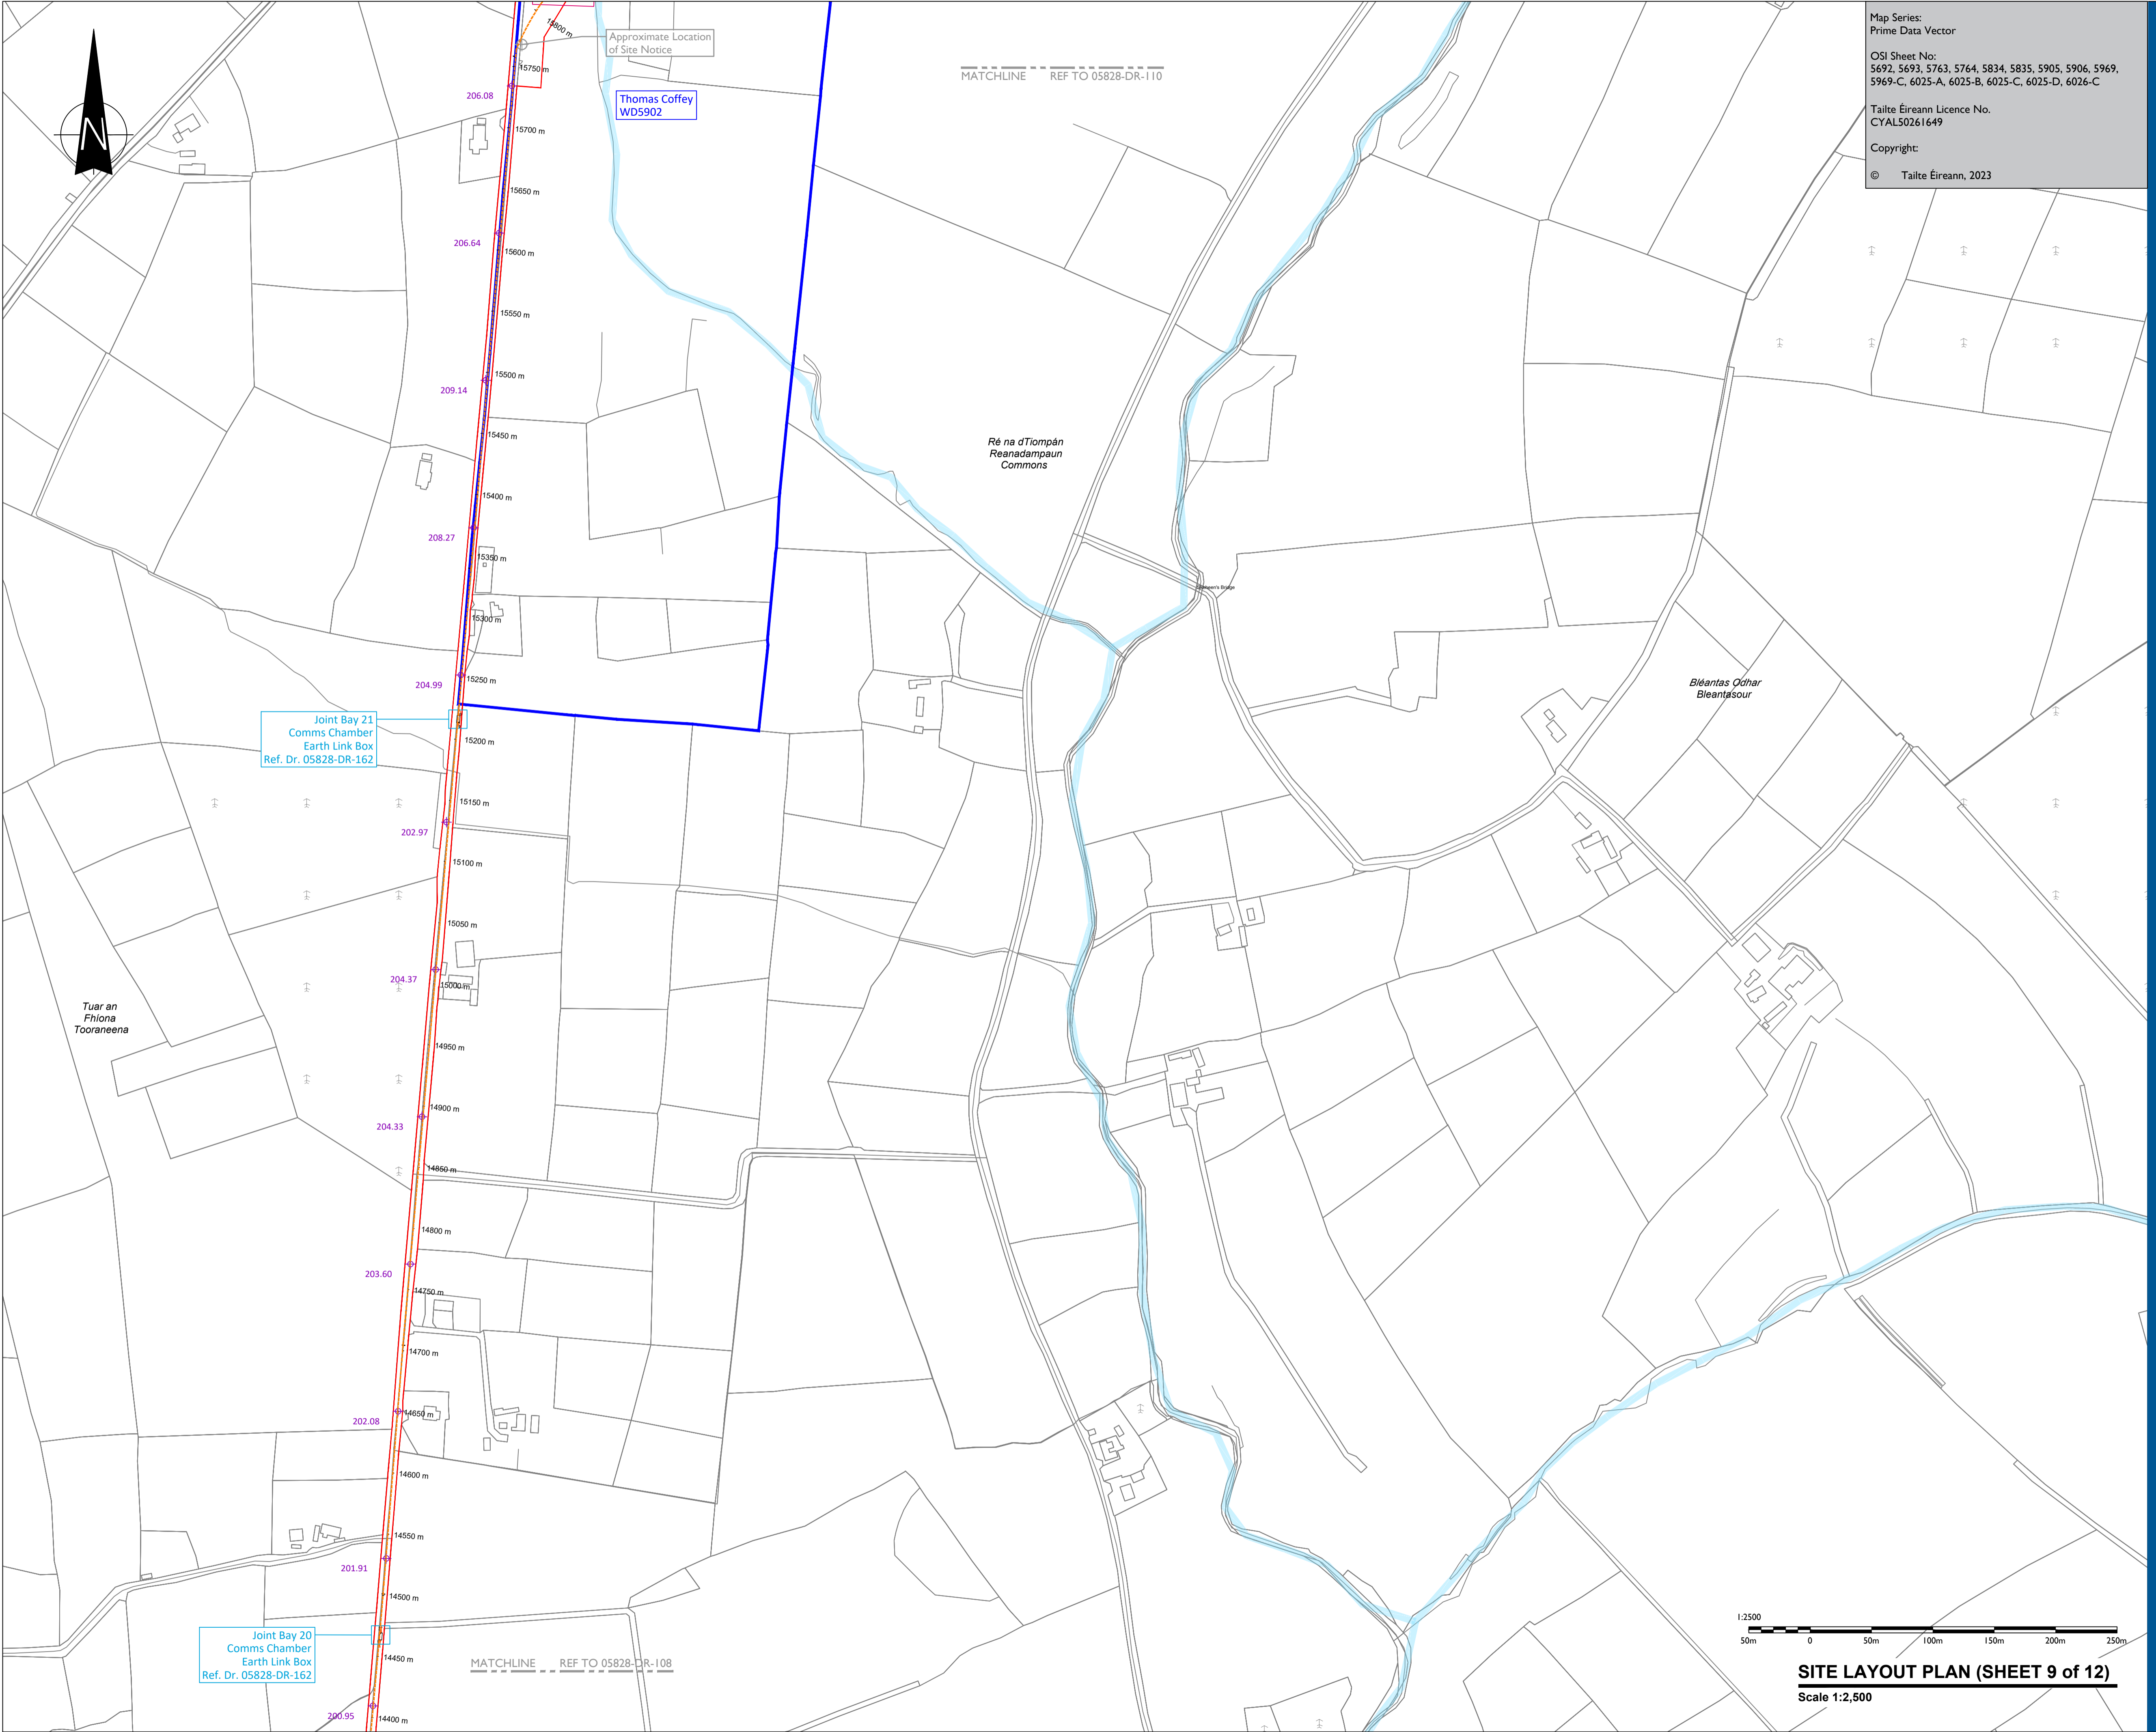 Map Series:
Prime Data Vector
OSI Sheet No:
5692, 5693, 5763, 5764, 5834, 5835, 5905, 5906, 5969,
5969-C, 6025-A, 6025-B, 6025-C, 6025-D, 6026-C
Tailte Éireann Licence No.
CYAL50261649
Copyright:
© Tailte Éireann, 2023
N
15800 m
Approximate Location
of Site Notice
15750 m
MATCHLINE REF TO 05828-DR-110
206.08
Thomas Coffey
WD5902
15700 m
15650 m
206.64
15600 m
15550 m
209.14
15500 m
15450 m
Ré na dTiompán
Reanadampaun
Commons
15400 m
208.27
15350 m
Bridge
15300 m
204.99
15250 m
Bléantas Odhar
Bleantasour
Joint Bay 21
Comms Chamber
Earth Link Box
Ref. Dr. 05828-DR-162
15200 m
15150 m
202.97
15100 m
15050 m
204.37
15000 m
Tuar an
Fhíona
Tooraneena
14950 m
204.33
14900 m
14850 m
14800 m
203.60
14750 m
14700 m
202.08
14650 m
14600 m
14550 m
201.91
14500 m
Joint Bay 20
Comms Chamber
Earth Link Box
Ref. Dr. 05828-DR-162
14450 m
MATCHLINE REF TO 05828-DR-108
200.95
14400 m
1:2500
50m 0 50m 100m 150m 200m 250m
SITE LAYOUT PLAN (SHEET 9 of 12)
Scale 1:2,500